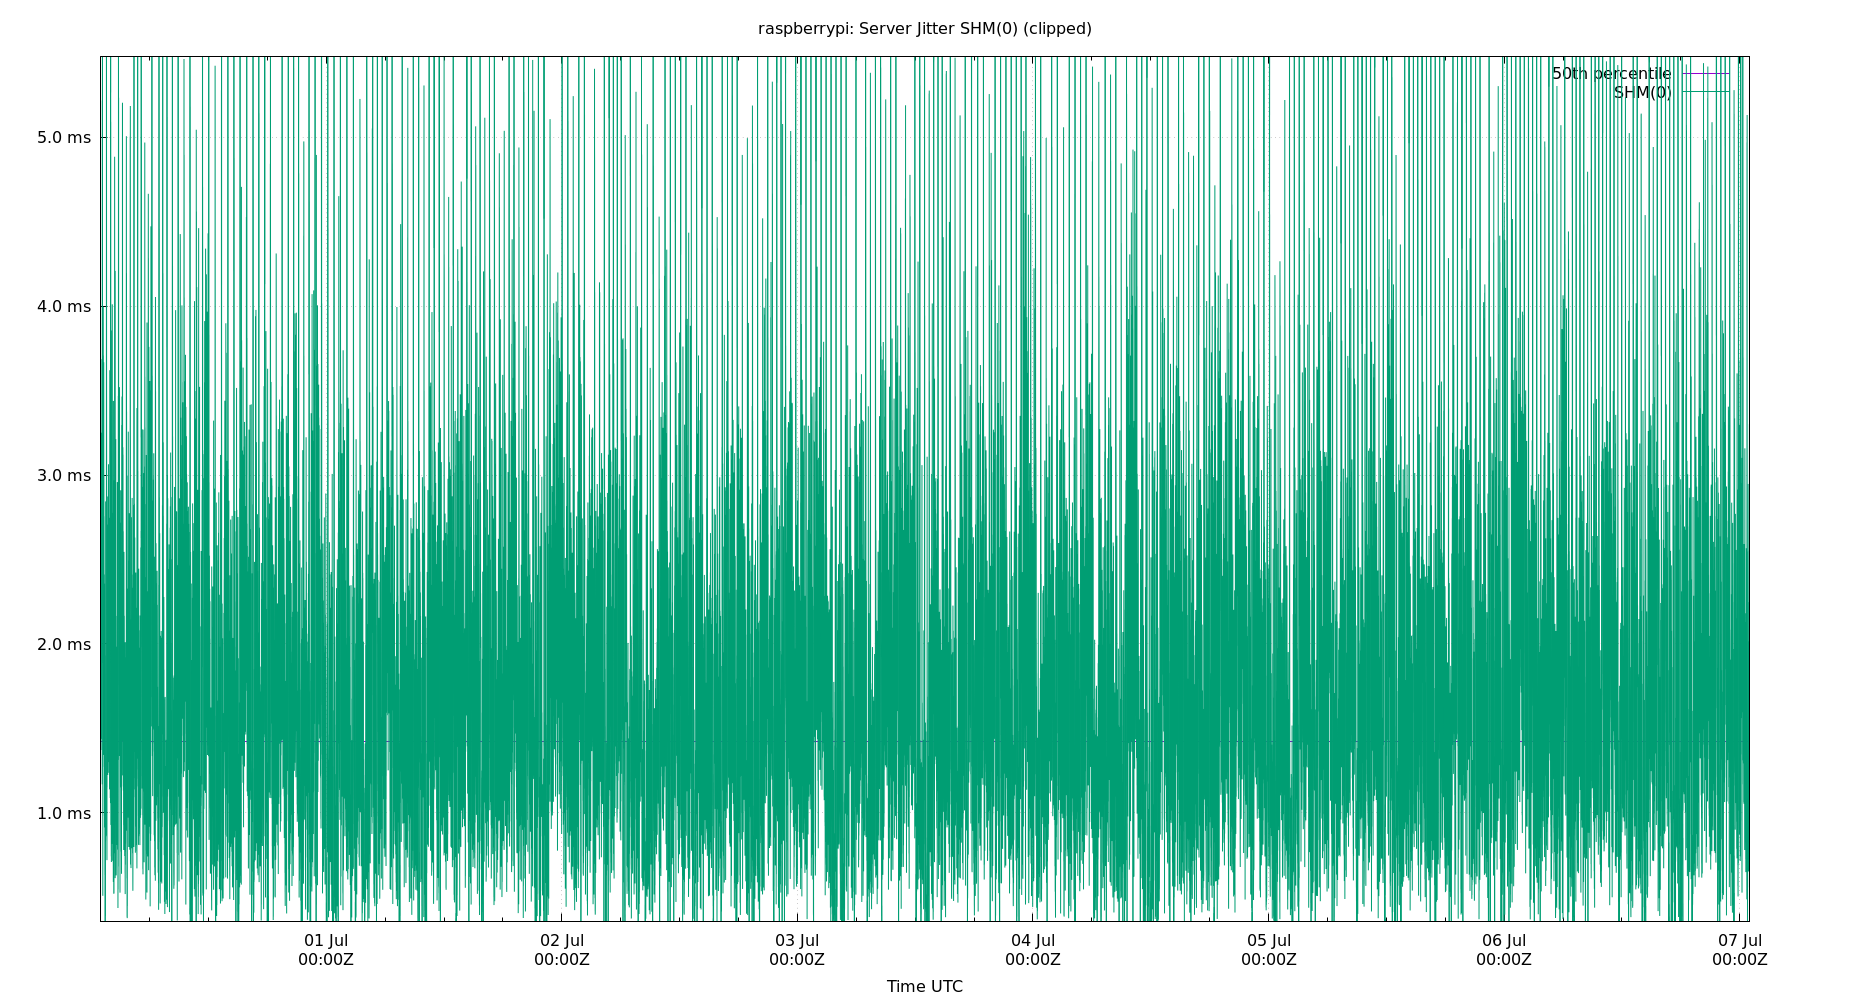 raspberrypi: Server Jitter SHM(0) (clipped)
50th percentile
SHM(0)
5.0 ms
4.0 ms
3.0 ms
2.0 ms
1.0 ms
01 Jul 02 Jul 03 Jul 04 Jul 05 Jul 06 Jul 07 Jul
00:00Z 00:00Z 00:00Z 00:00Z 00:00Z 00:00Z 00:00Z
Time UTC